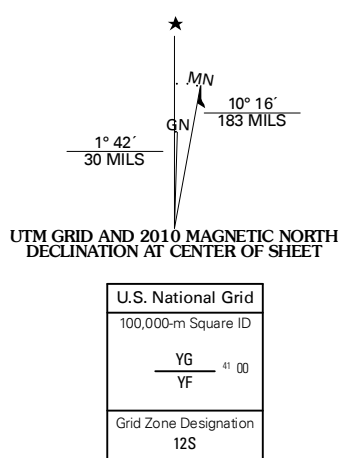 ★
MN
10° 16´
183 MILS
GN
1° 42´
30 MILS
UTM GRID AND 2010 MAGNETIC NORTH
DECLINATION AT CENTER OF SHEET
U.S. National Grid
100,000-m Square ID
YG
41 00
YF
Grid Zone Designation
12S